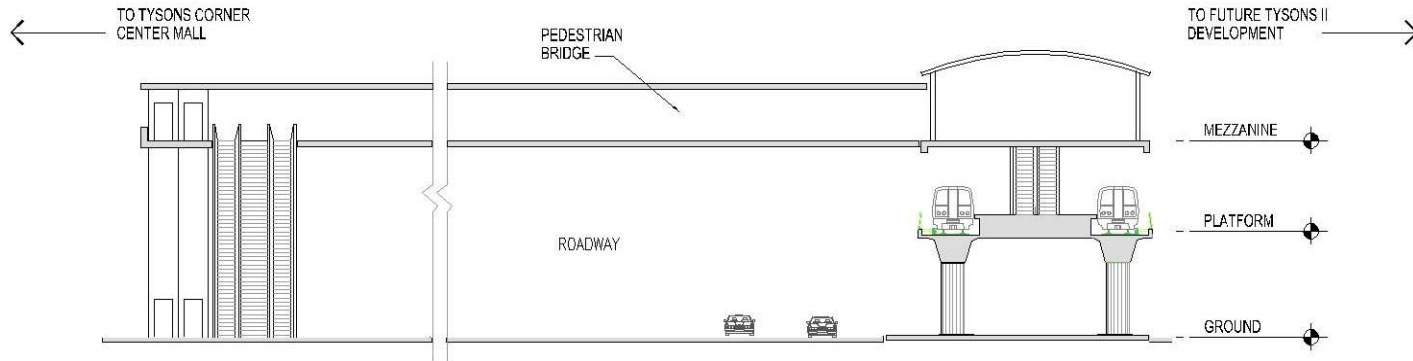 TO TYSONS CORNER
CENTER MALL
PEDESTRIAN
BRIDGE
TO FUTURE TYSONS II
DEVELOPMENT
MEZZANINE
PLATFORM
ROADWAY
GROUND